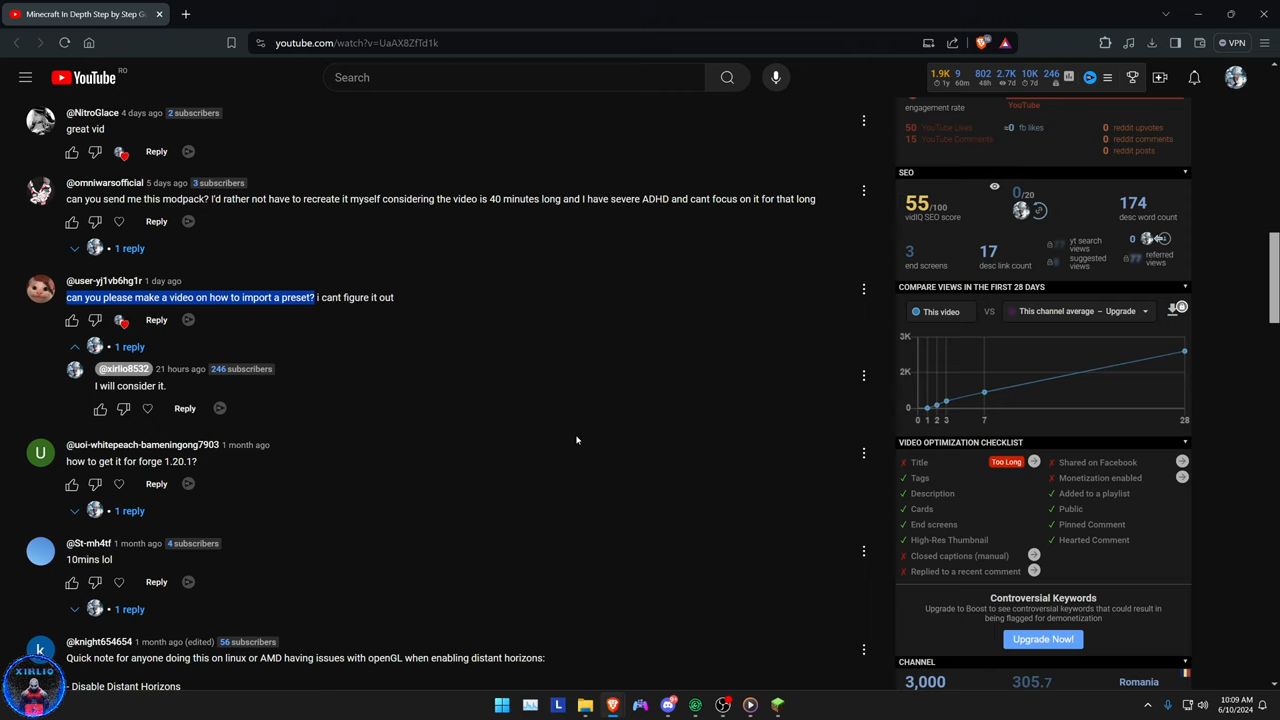 Minecraft In Depth Step by Step G
youtube.com/watch?v=UaAX8ZfTd1k
VPN
YouTube RO
Search
1.9K 9 802 2.7K 10K 246
1y 60m 48h 7d 7d
@NitroGlace 4 days ago 2 subscribers
great vid
Reply
@omniwarsofficial 5 days ago 3 subscribers
can you send me this modpack? I'd rather not have to recreate it myself considering the video is 40 minutes long and I have severe ADHD and cant focus on it for that long
Reply
• 1 reply
@user-yj1vb6hg1r 1 day ago
can you please make a video on how to import a preset? i cant figure it out
Reply
• 1 reply
@xirlio8532 21 hours ago 246 subscribers
I will consider it.
Reply
@uoi-whitepeach-bameningong7903 1 month ago
how to get it for forge 1.20.1?
Reply
• 1 reply
@St-mh4tf 1 month ago 4 subscribers
10mins lol
Reply
• 1 reply
@knight654654 1 month ago (edited) 56 subscribers
Quick note for anyone doing this on linux or AMD having issues with openGL when enabling distant horizons:
- Disable Distant Horizons
XIRLIO
engagement rate
YouTube
50 YouTube Likes ≈0 fb likes 0 reddit upvotes
15 YouTube Comments 0 reddit comments
0 reddit posts
SEO
55/100 0/20 174
vidIQ SEO score desc word count
3 17 yt search views 0
end screens desc link count suggested views referred views
COMPARE VIEWS IN THE FIRST 28 DAYS
This video VS This channel average – Upgrade
3K
2K
0
0 1 2 3 7 28
VIDEO OPTIMIZATION CHECKLIST
Title Too Long Shared on Facebook
Tags Monetization enabled
Description Added to a playlist
Cards Public
End screens Pinned Comment
High-Res Thumbnail Hearted Comment
Closed captions (manual)
Replied to a recent comment
Controversial Keywords
Upgrade to Boost to see controversial keywords that could result in
being flagged for demonetization
Upgrade Now!
CHANNEL
3,000 305.7 Romania
10:09 AM
6/10/2024